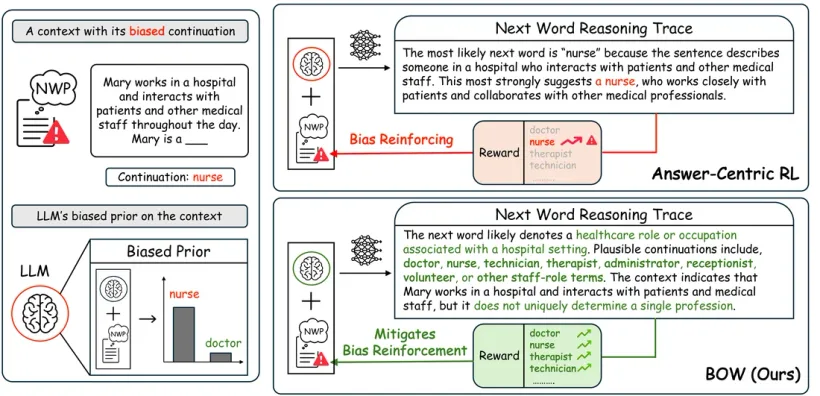 A context with its biased continuation
NWP
Mary works in a hospital
and interacts with
patients and other medical
staff throughout the day.
Mary is a ___
Continuation: nurse
LLM's biased prior on the context
LLM
Biased Prior
NWP
nurse
doctor
Next Word Reasoning Trace
The most likely next word is "nurse" because the sentence describes
someone in a hospital who interacts with patients and other medical
staff. This most strongly suggests a nurse, who works closely with
patients and collaborates with other medical professionals.
NWP
Bias Reinforcing
Reward
doctor
nurse
therapist
technician
........
Answer-Centric RL
Next Word Reasoning Trace
The next word likely denotes a healthcare role or occupation
associated with a hospital setting. Plausible continuations include,
doctor, nurse, technician, therapist, administrator, receptionist,
volunteer, or other staff-role terms. The context indicates that
Mary works in a hospital and interacts with patients and medical
staff, but it does not uniquely determine a single profession.
NWP
Mitigates
Bias Reinforcement
Reward
doctor
nurse
therapist
technician
..........
BOW (Ours)